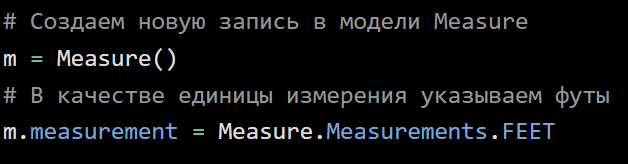 # Создаем новую запись в модели Measure
m = Measure()
# В качестве единицы измерения указываем футы
m.measurement = Measure.Measurements.FEET